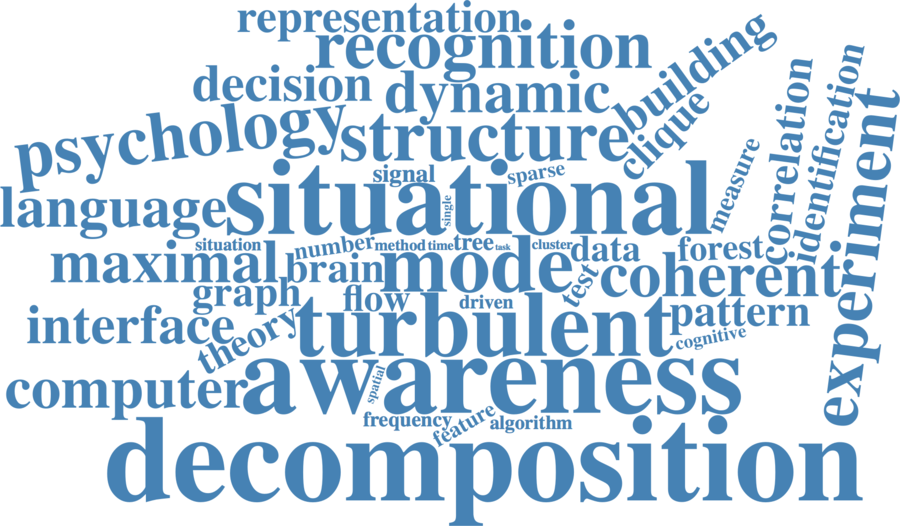 representation
recognition
building
decision
dynamic
psychology
structure
clique
correlation
identification
experiment
signal
sparse
measure
language
situational
single
situation
number
method
time
tree
task
cluster
data
forest
maximal
brain
mode
test
coherent
graph
flow
driven
interface
theory
turbulent
pattern
cognitive
computer
awareness
spatial
frequency
feature
algorithm
decomposition